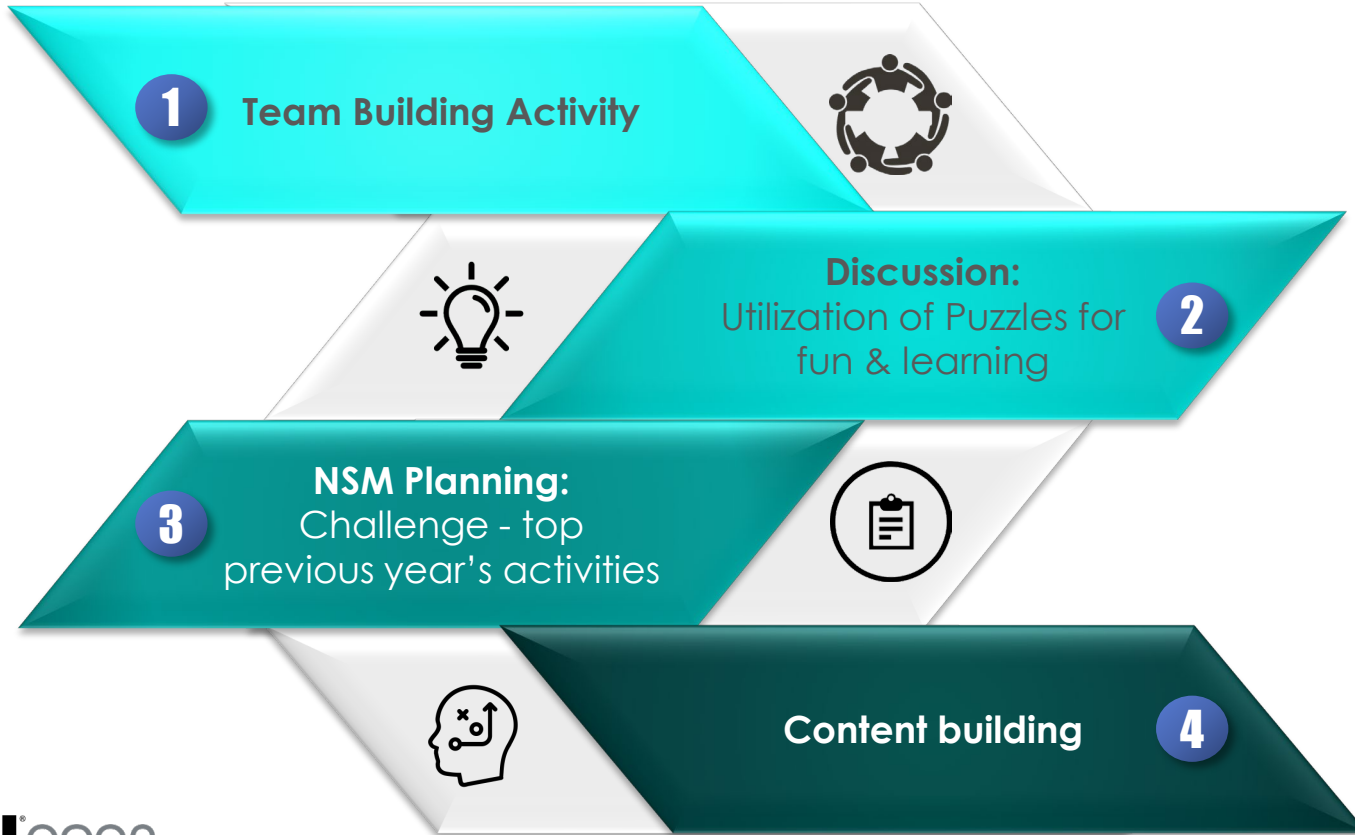 1 Team Building Activity
Discussion:
Utilization of Puzzles for
fun & learning
2
NSM Planning:
Challenge - top
previous year’s activities
3
Content building 4